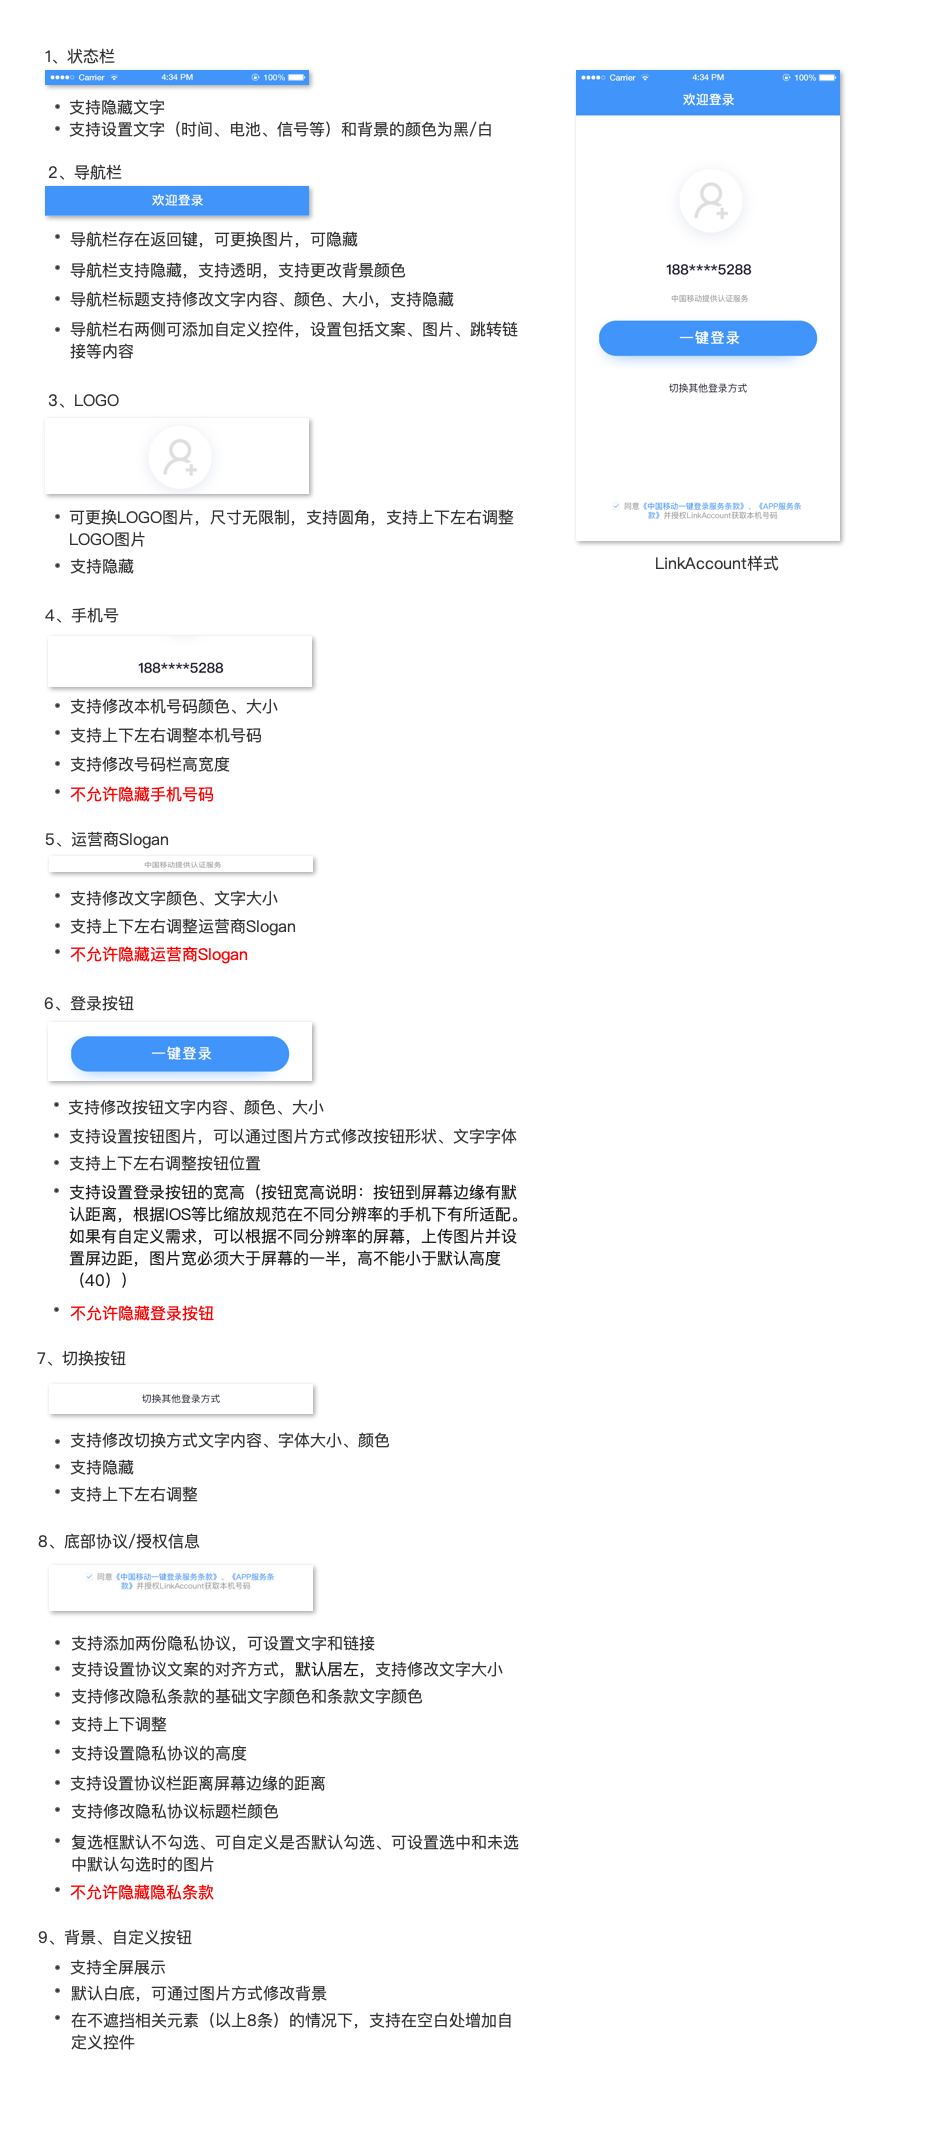 1、状态栏
Carrier 4:34 PM 100%
支持隐藏文字
支持设置文字（时间、电池、信号等）和背景的颜色为黑/白
2、导航栏
欢迎登录
导航栏存在返回键，可更换图片，可隐藏
导航栏支持隐藏，支持透明，支持更改背景颜色
导航栏标题支持修改文字内容、颜色、大小，支持隐藏
导航栏右两侧可添加自定义控件，设置包括文案、图片、跳转链
接等内容
3、LOGO
可更换LOGO图片，尺寸无限制，支持圆角，支持上下左右调整
LOGO图片
支持隐藏
4、手机号
188****5288
支持修改本机号码颜色、大小
支持上下左右调整本机号码
支持修改号码栏高宽度
不允许隐藏手机号码
5、运营商Slogan
中国移动提供认证服务
支持修改文字颜色、文字大小
支持上下左右调整运营商Slogan
不允许隐藏运营商Slogan
6、登录按钮
一键登录
支持修改按钮文字内容、颜色、大小
支持设置按钮图片，可以通过图片方式修改按钮形状、文字字体
支持上下左右调整按钮位置
支持设置登录按钮的宽高（按钮宽高说明：按钮到屏幕边缘有默
认距离，根据IOS等比缩放规范在不同分辨率的手机下有所适配。
如果有自定义需求，可以根据不同分辨率的屏幕，上传图片并设
置屏边距，图片宽必须大于屏幕的一半，高不能小于默认高度
（40））
不允许隐藏登录按钮
7、切换按钮
切换其他登录方式
支持修改切换方式文字内容、字体大小、颜色
支持隐藏
支持上下左右调整
8、底部协议/授权信息
同意《中国移动一键登录服务条款》、《APP服务条
款》并授权LinkAccount获取本机号码
支持添加两份隐私协议，可设置文字和链接
支持设置协议文案的对齐方式，默认居左，支持修改文字大小
支持修改隐私条款的基础文字颜色和条款文字颜色
支持上下调整
支持设置隐私协议的高度
支持设置协议栏距离屏幕边缘的距离
支持修改隐私协议标题栏颜色
复选框默认不勾选、可自定义是否默认勾选、可设置选中和未选
中默认勾选时的图片
不允许隐藏隐私条款
9、背景、自定义按钮
支持全屏展示
默认白底，可通过图片方式修改背景
在不遮挡相关元素（以上8条）的情况下，支持在空白处增加自
定义控件
Carrier 4:34 PM 100%
欢迎登录
188****5288
中国移动提供认证服务
一键登录
切换其他登录方式
同意《中国移动一键登录服务条款》、《APP服务条
款》并授权LinkAccount获取本机号码
LinkAccount样式